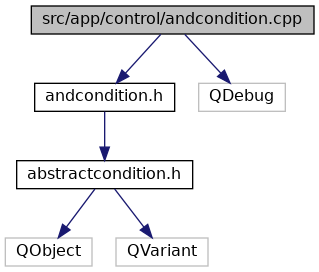 src/app/control/andcondition.cpp
andcondition.h
QDebug
abstractcondition.h
QObject
QVariant